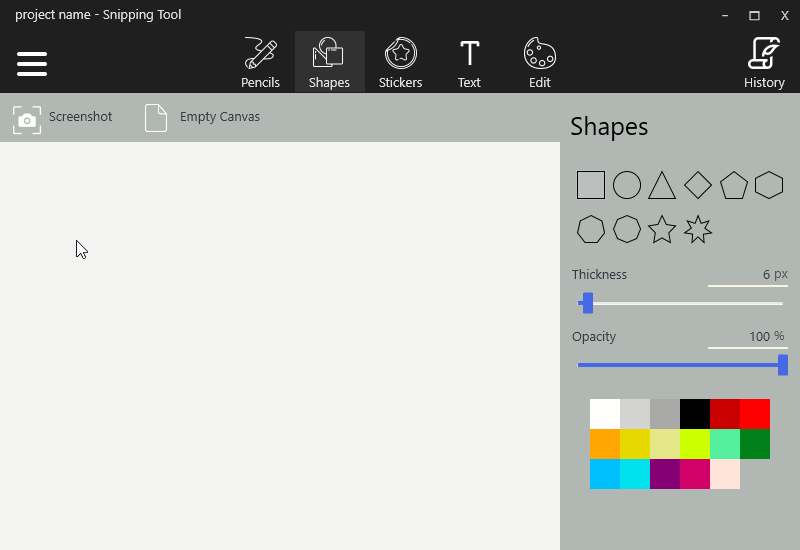 project name - Snipping Tool
Pencils
Shapes
Stickers
Text
Edit
History
Screenshot
Empty Canvas
Shapes
Thickness
6 px
Opacity
100 %